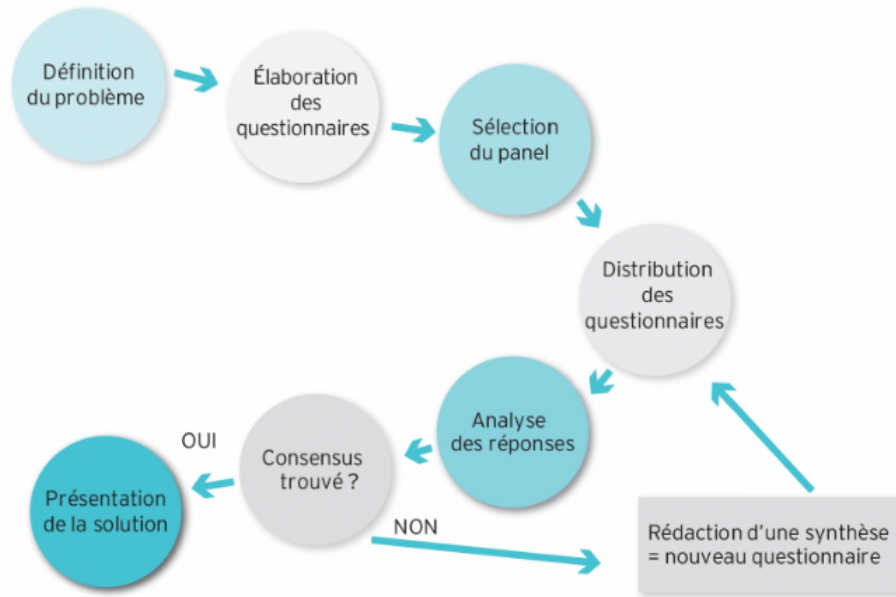 Définition
du problème
Élaboration
des
questionnaires
Sélection
du panel
Distribution
des
questionnaires
Analyse
des réponses
Consensus
trouvé ?
OUI
Présentation
de la solution
NON
Rédaction d'une synthèse
= nouveau questionnaire